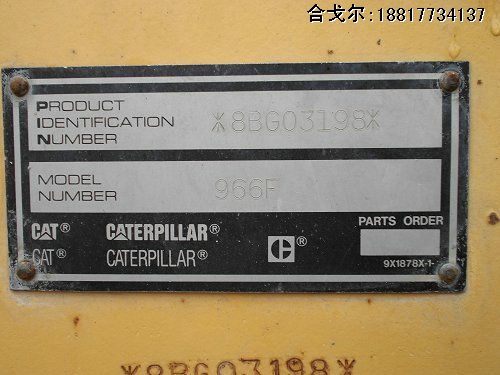 合戈尔:18817734137
PRODUCT
IDENTIFICATION
NUMBER
*8BG03198*
MODEL
NUMBER
966F
CAT® CATERPILLAR®
CAT® CATERPILLAR®
C®
PARTS ORDER
9X1878X-1-
*8BG03198*